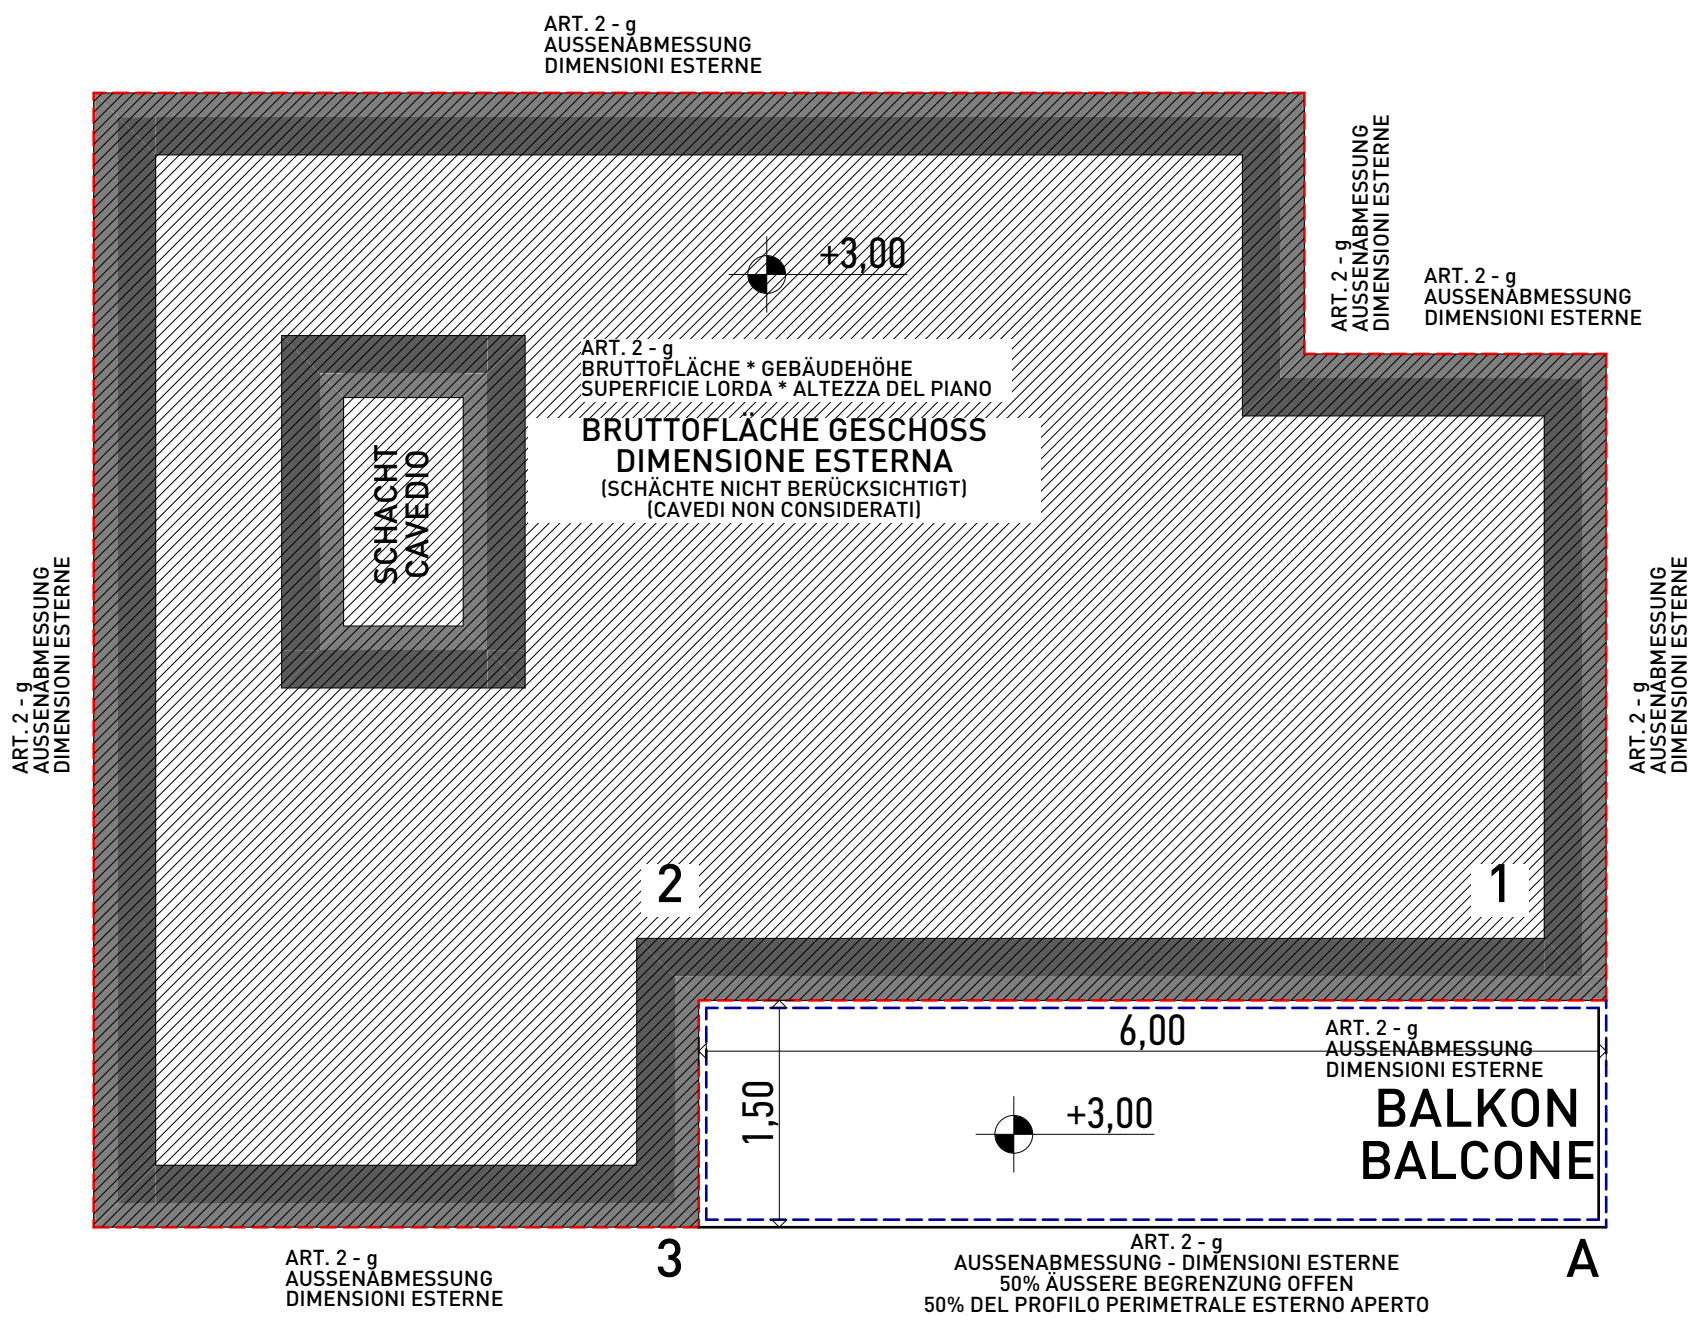 ART. 2 - g
AUSSENABMESSUNG
DIMENSIONI ESTERNE
ART. 2 - g
AUSSENABMESSUNG
DIMENSIONI ESTERNE
ART. 2 - g
AUSSENABMESSUNG
DIMENSIONI ESTERNE
+3,00
ART. 2 - g
BRUTTOFLÄCHE * GEBÄUDEHÖHE
SUPERFICIE LORDA * ALTEZZA DEL PIANO
BRUTTOFLÄCHE GESCHOSS
DIMENSIONE ESTERNA
(SCHÄCHTE NICHT BERÜCKSICHTIGT)
(CAVEDI NON CONSIDERATI)
SCHACHT
CAVEDIO
ART. 2 - g
AUSSENABMESSUNG
DIMENSIONI ESTERNE
ART. 2 - g
AUSSENABMESSUNG
DIMENSIONI ESTERNE
2
1
6,00
ART. 2 - g
AUSSENABMESSUNG
DIMENSIONI ESTERNE
1,50
+3,00
BALKON
BALCONE
3
A
ART. 2 - g
AUSSENABMESSUNG
DIMENSIONI ESTERNE
ART. 2 - g
AUSSENABMESSUNG - DIMENSIONI ESTERNE
50% ÄUSSERE BEGRENZUNG OFFEN
50% DEL PROFILO PERIMETRALE ESTERNO APERTO